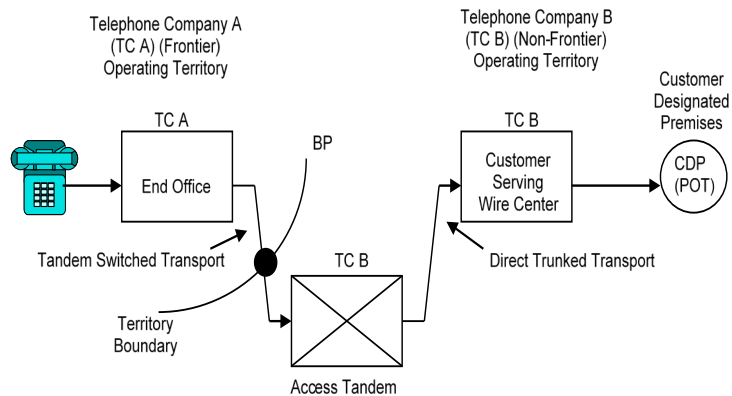 Telephone Company A
(TC A) (Frontier)
Operating Territory
Telephone Company B
(TC B) (Non-Frontier)
Operating Territory
Customer
Designated
Premises
TC A
End Office
BP
TC B
Customer
Serving
Wire Center
CDP
(POT)
Tandem Switched Transport
TC B
Direct Trunked Transport
Territory
Boundary
Access Tandem